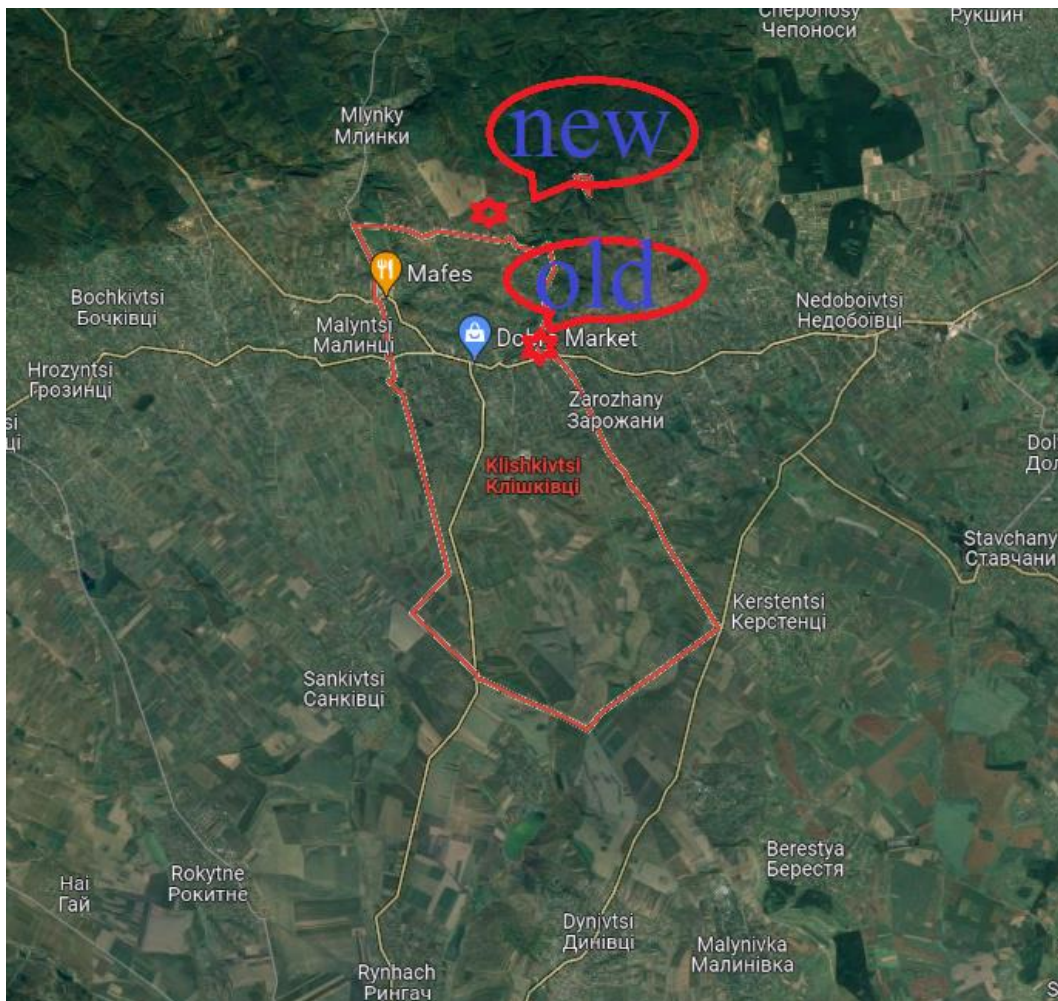 Cheponosy
Чепоноси
Рукшин
Mlynky
Млинки
new
old
Mafes
Bochkivtsi
Бочківці
Malyntsi
Малинці
Market
Nedoboivtsi
Недобоївці
Hrozyntsi
Грозинці
Zarozhany
Зарожани
Klishkivtsi
Клішківці
Stavchany
Ставчани
Kerstentsi
Керстенці
Sankivtsi
Санківці
Berestya
Берестя
Rokytne
Рокитне
Hai
Гай
Dynivtsi
Динівці
Malynivka
Малинівка
Rynhach
Рингач